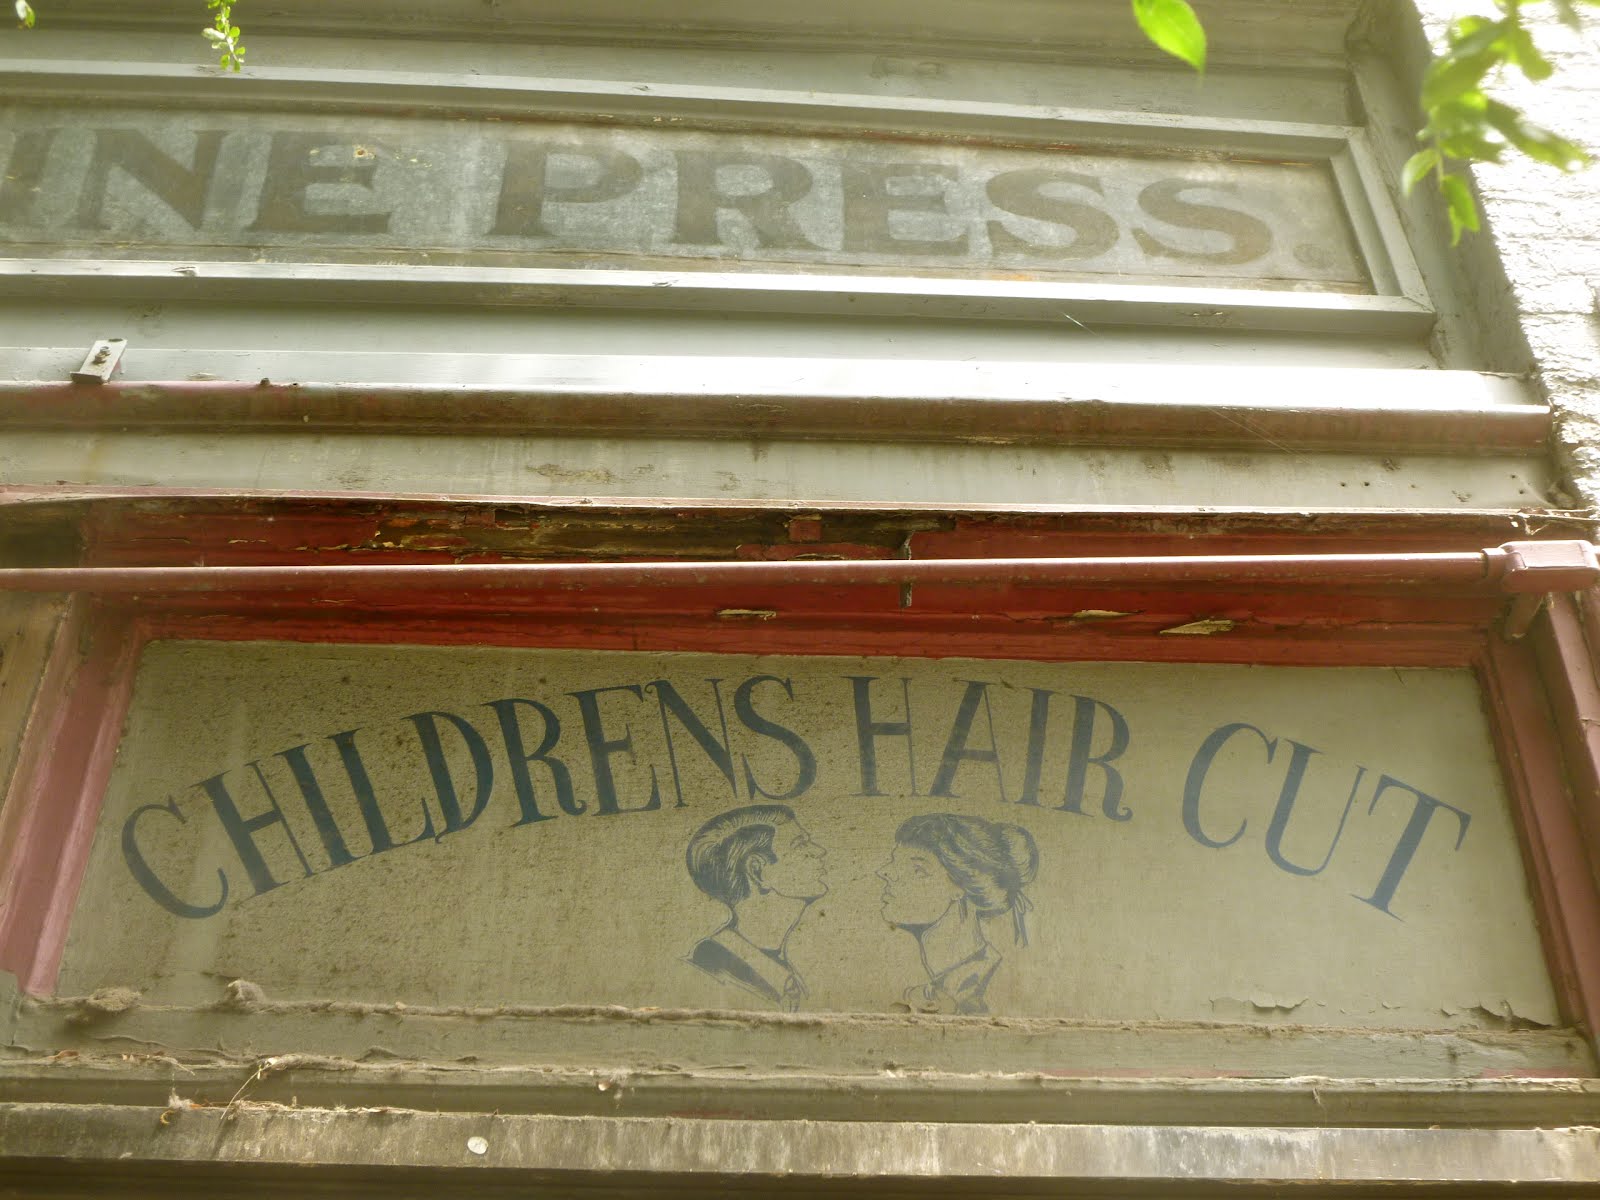 INE PRESS.
CHILDRENS HAIR CUT